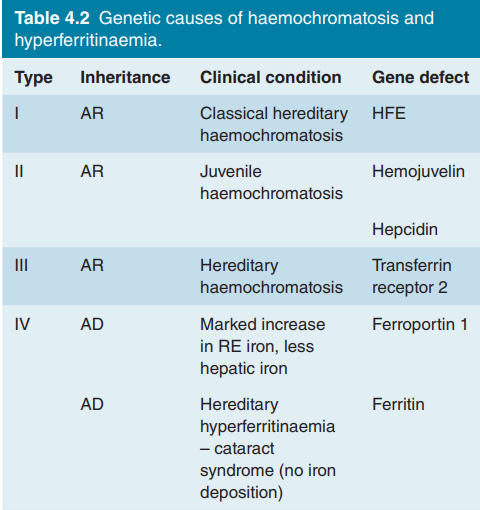 Table 4.2 Genetic causes of haemochromatosis and
hyperferritinaemia.
Type Inheritance Clinical condition Gene defect
I AR Classical hereditary HFE
haemochromatosis
II AR Juvenile Hemojuvelin
haemochromatosis
Hepcidin
III AR Hereditary Transferrin
haemochromatosis receptor 2
IV AD Marked increase Ferroportin 1
in RE iron, less
hepatic iron
AD Hereditary Ferritin
hyperferritinaemia
– cataract
syndrome (no iron
deposition)